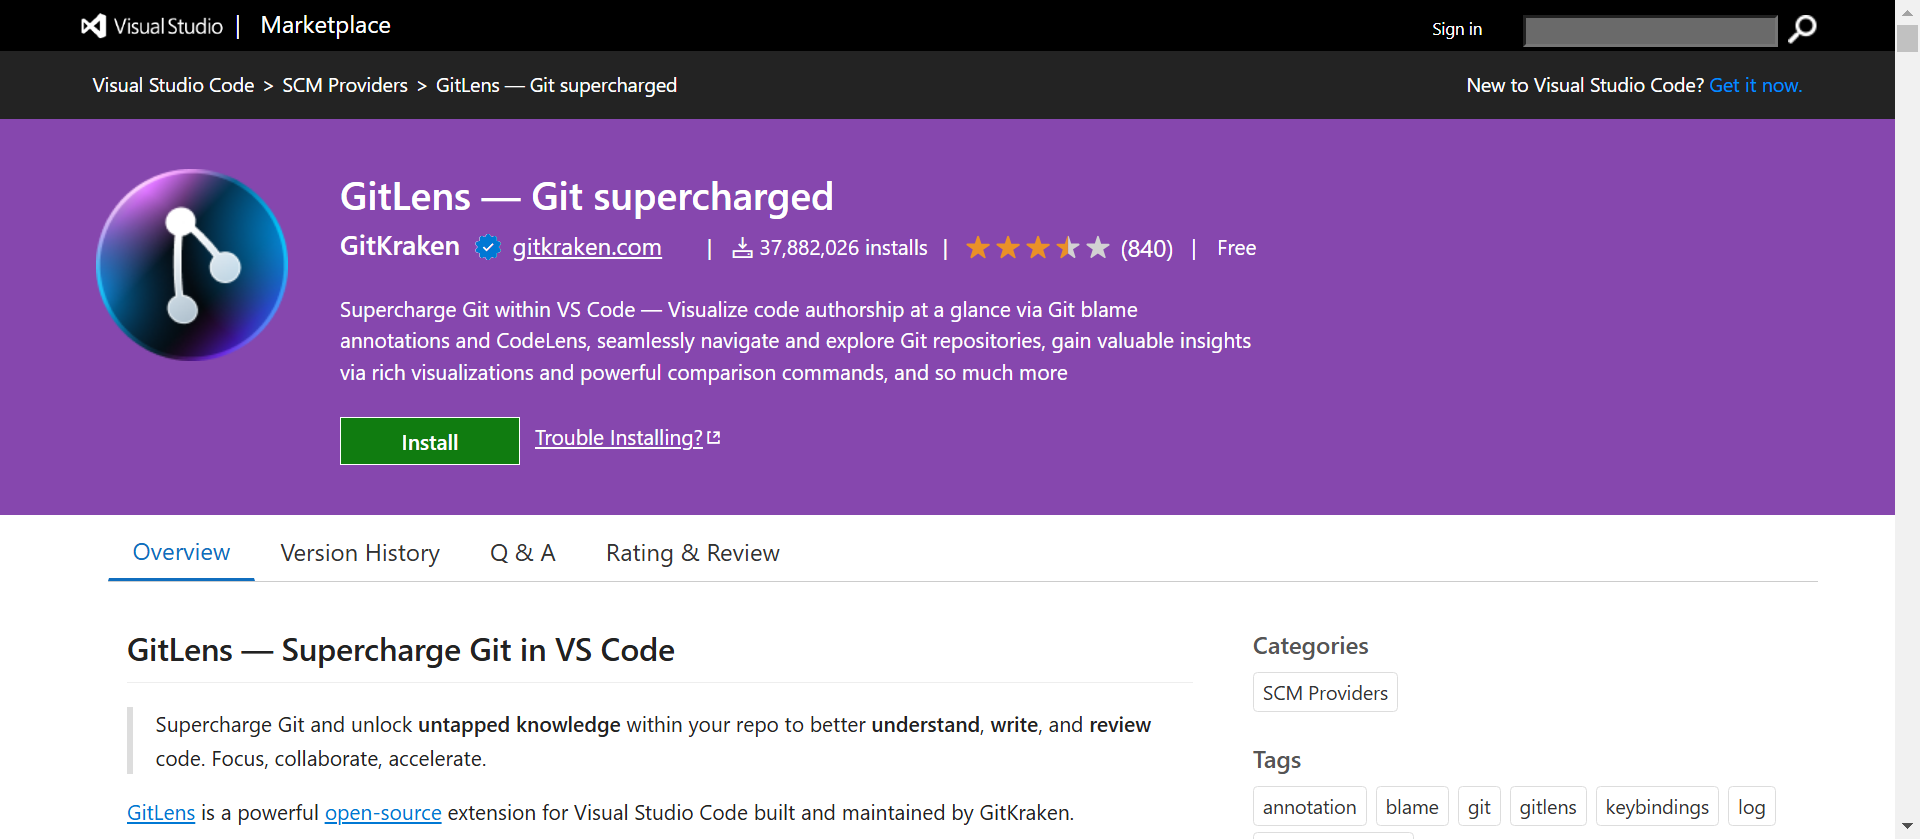 Visual Studio | Marketplace
Sign in
Visual Studio Code > SCM Providers > GitLens — Git supercharged
New to Visual Studio Code? Get it now.
GitLens — Git supercharged
GitKraken gitkraken.com | 37,882,026 installs | (840) | Free
Supercharge Git within VS Code — Visualize code authorship at a glance via Git blame
annotations and CodeLens, seamlessly navigate and explore Git repositories, gain valuable insights
via rich visualizations and powerful comparison commands, and so much more
Install
Trouble Installing?
Overview
Version History
Q & A
Rating & Review
GitLens — Supercharge Git in VS Code
Supercharge Git and unlock untapped knowledge within your repo to better understand, write, and review
code. Focus, collaborate, accelerate.
GitLens is a powerful open-source extension for Visual Studio Code built and maintained by GitKraken.
Categories
SCM Providers
Tags
annotation
blame
git
gitlens
keybindings
log